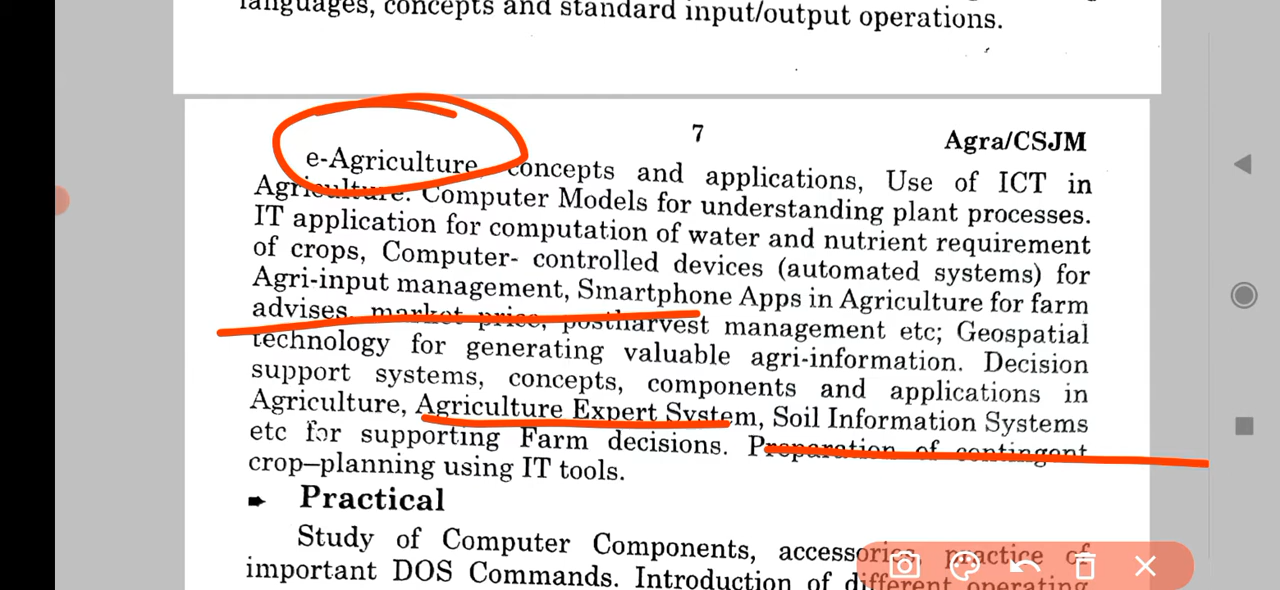 languages, concepts and standard input/output operations.
7 Agra/CSJM
e-Agriculture, concepts and applications, Use of ICT in
Agriculture. Computer Models for understanding plant processes.
IT application for computation of water and nutrient requirement
of crops, Computer- controlled devices (automated systems) for
Agri-input management, Smartphone Apps in Agriculture for farm
advises, market price, postharvest management etc; Geospatial
technology for generating valuable agri-information. Decision
support systems, concepts, components and applications in
Agriculture, Agriculture Expert System, Soil Information Systems
etc for supporting Farm decisions. Preparation of contingent
crop–planning using IT tools.
Practical
Study of Computer Components, accessories, practice of
important DOS Commands. Introduction of different operating